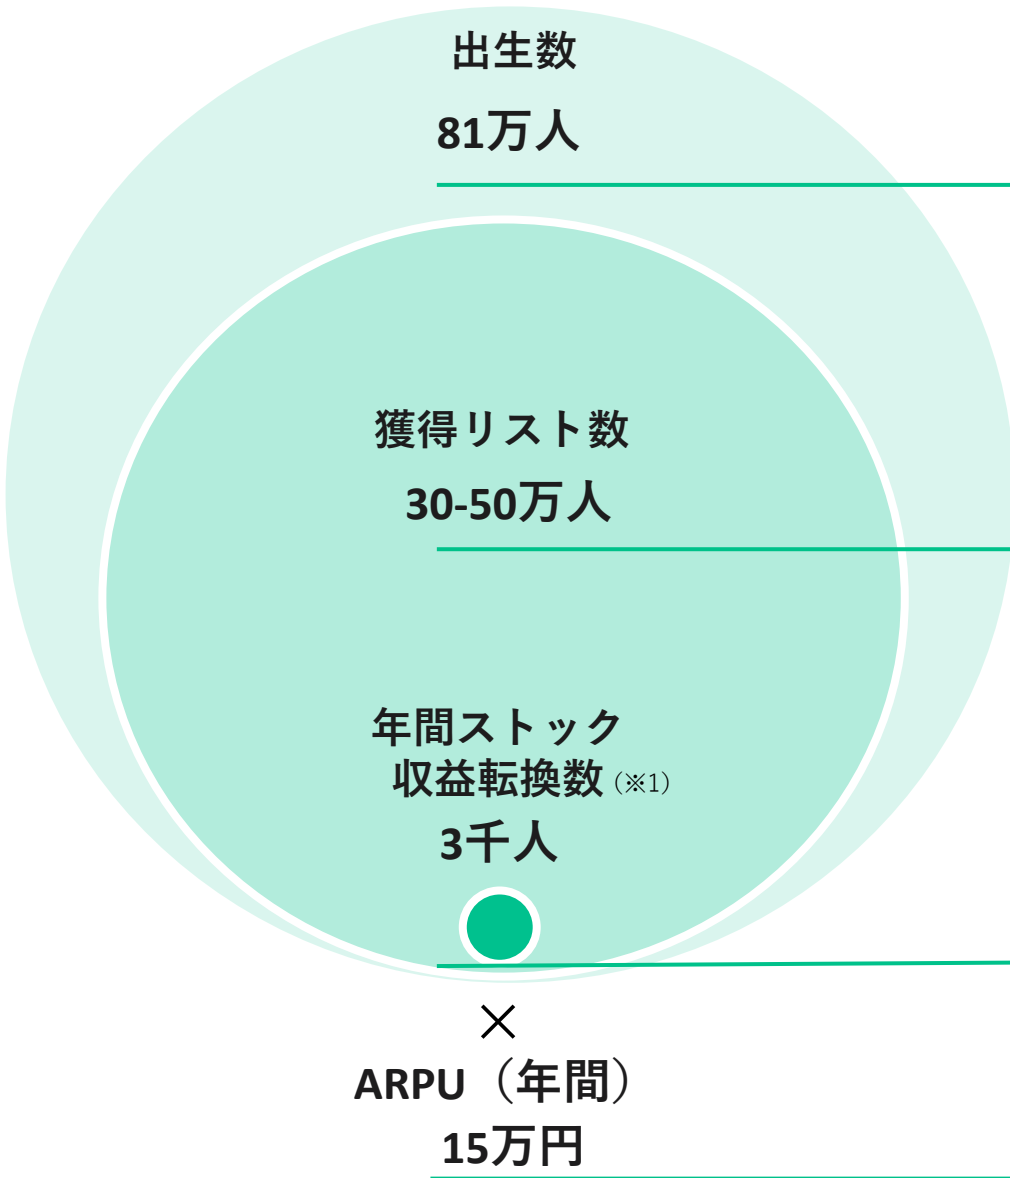 出生数
81万人
獲得リスト数
30-50万人
年間ストック
収益転換数（※1）
3千人
×
ARPU（年間）
15万円